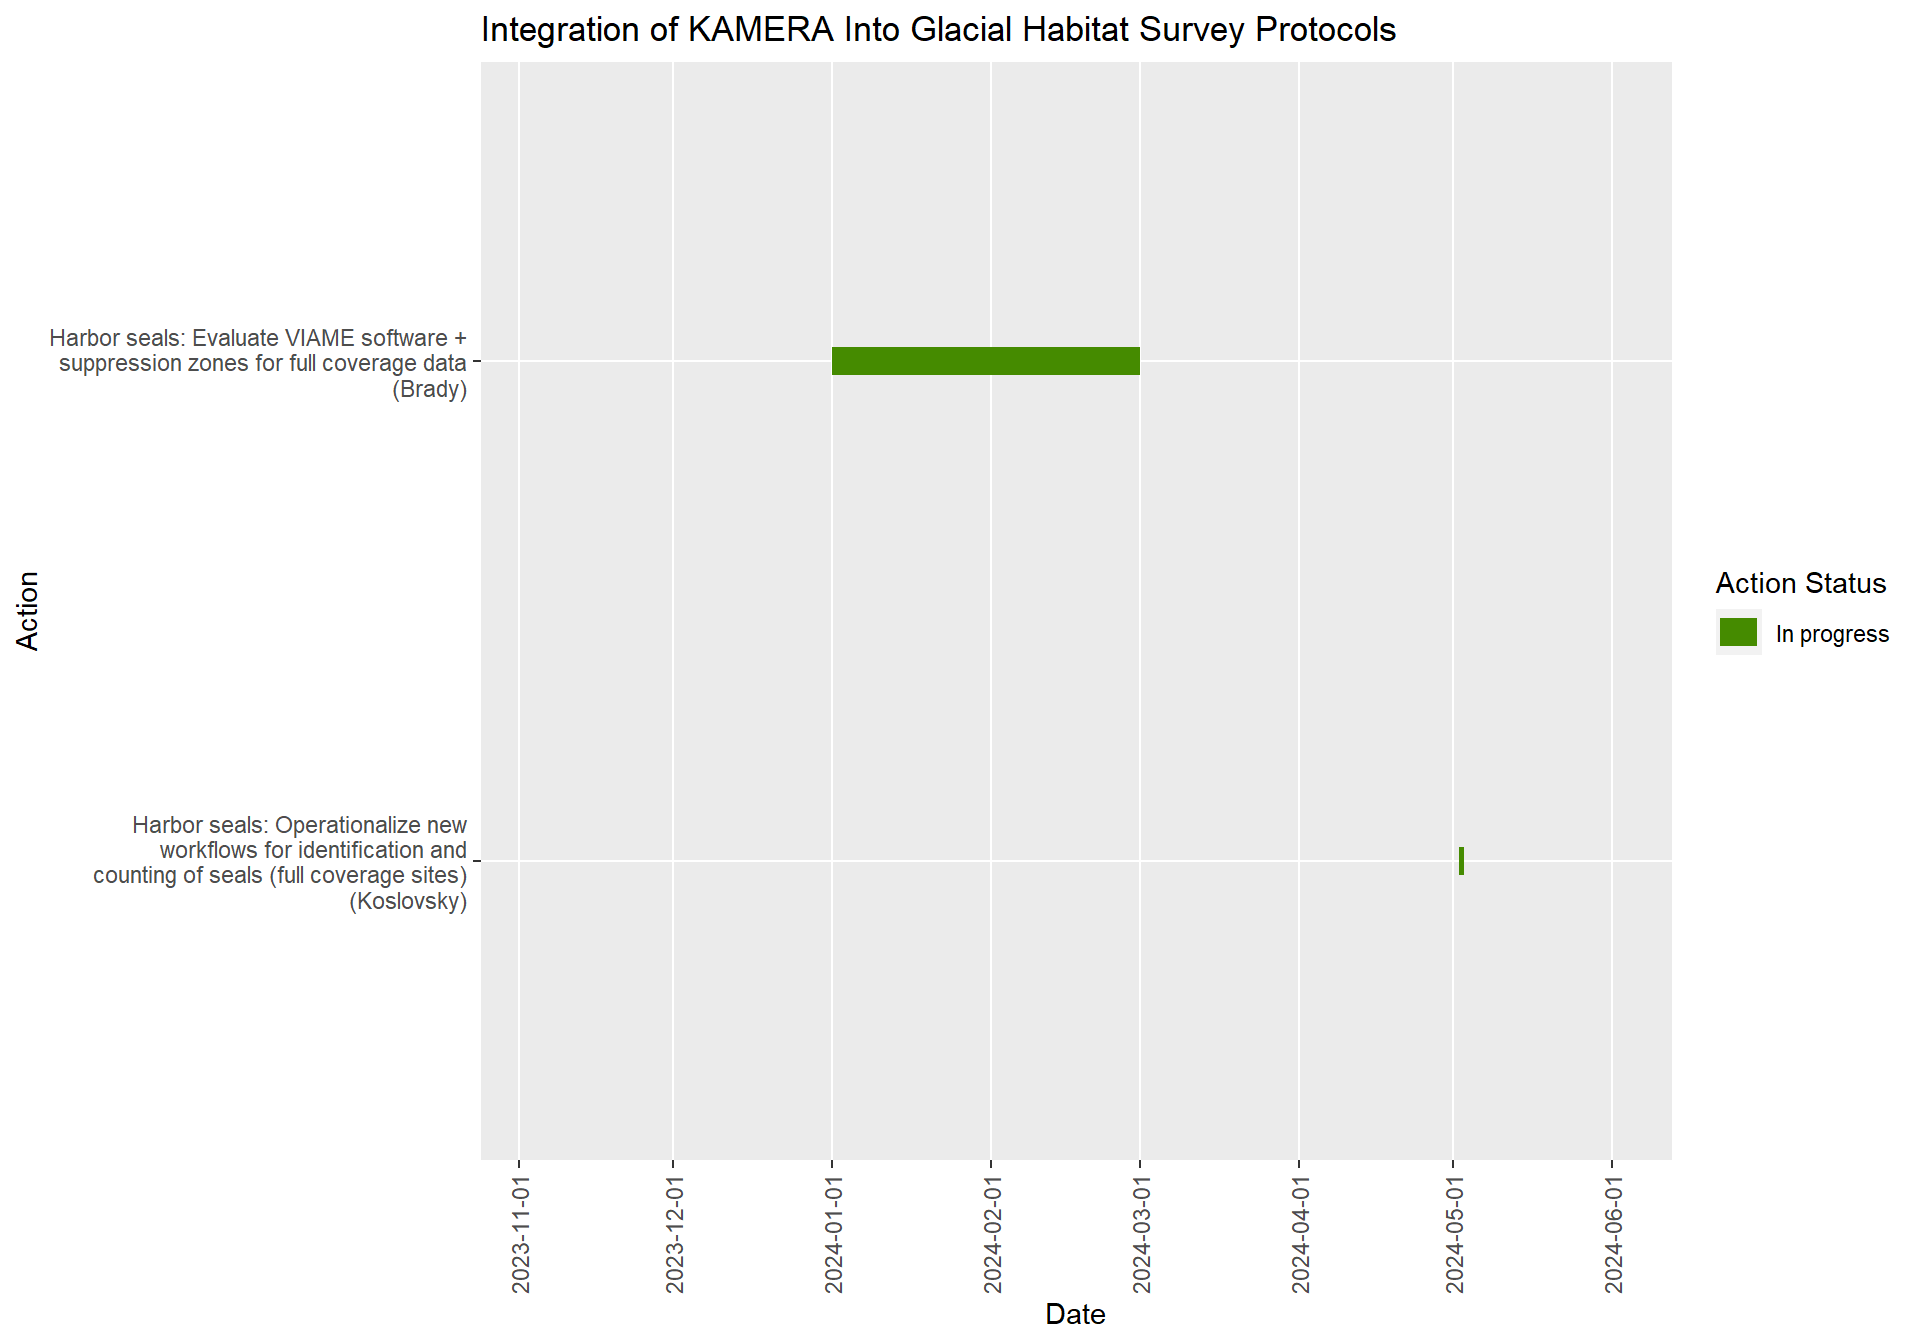 Integration of KAMERA Into Glacial Habitat Survey Protocols
Harbor seals: Evaluate VIAME software +
suppression zones for full coverage data
(Brady)
Action
Harbor seals: Operationalize new
workflows for identification and
counting of seals (full coverage sites)
(Koslovsky)
Action Status
In progress
2023-11-01
2023-12-01
2024-01-01
2024-02-01
2024-03-01
2024-04-01
2024-05-01
2024-06-01
Date